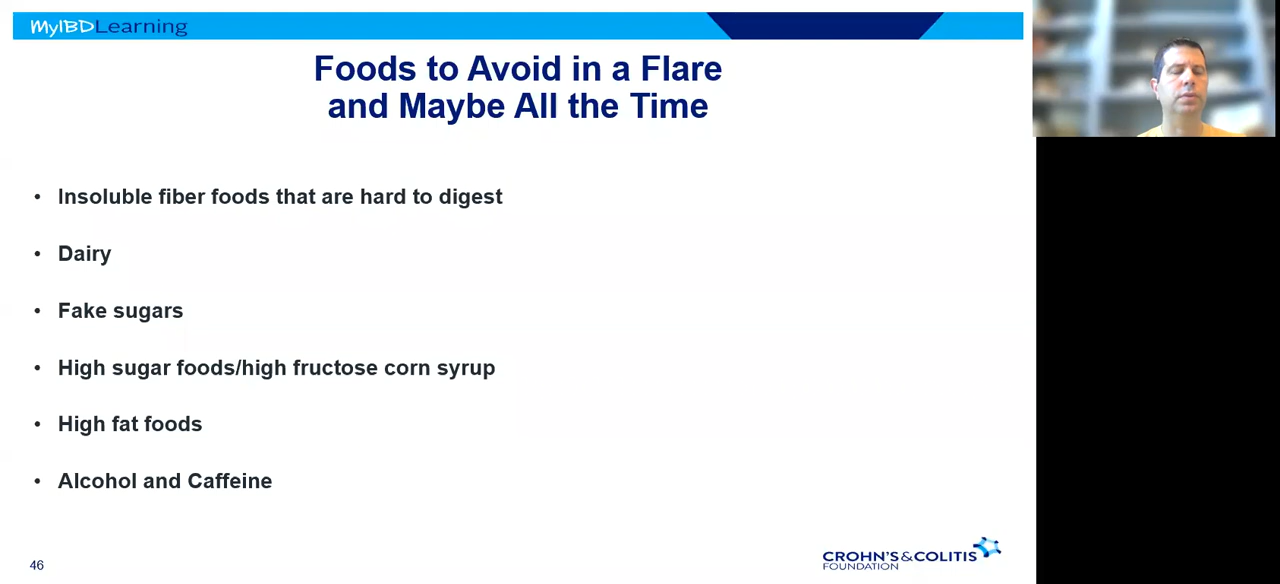 MyIBDLearning
Foods to Avoid in a Flare
and Maybe All the Time
• Insoluble fiber foods that are hard to digest
• Dairy
• Fake sugars
• High sugar foods/high fructose corn syrup
• High fat foods
• Alcohol and Caffeine
46
CROHN'S&COLITIS
FOUNDATION